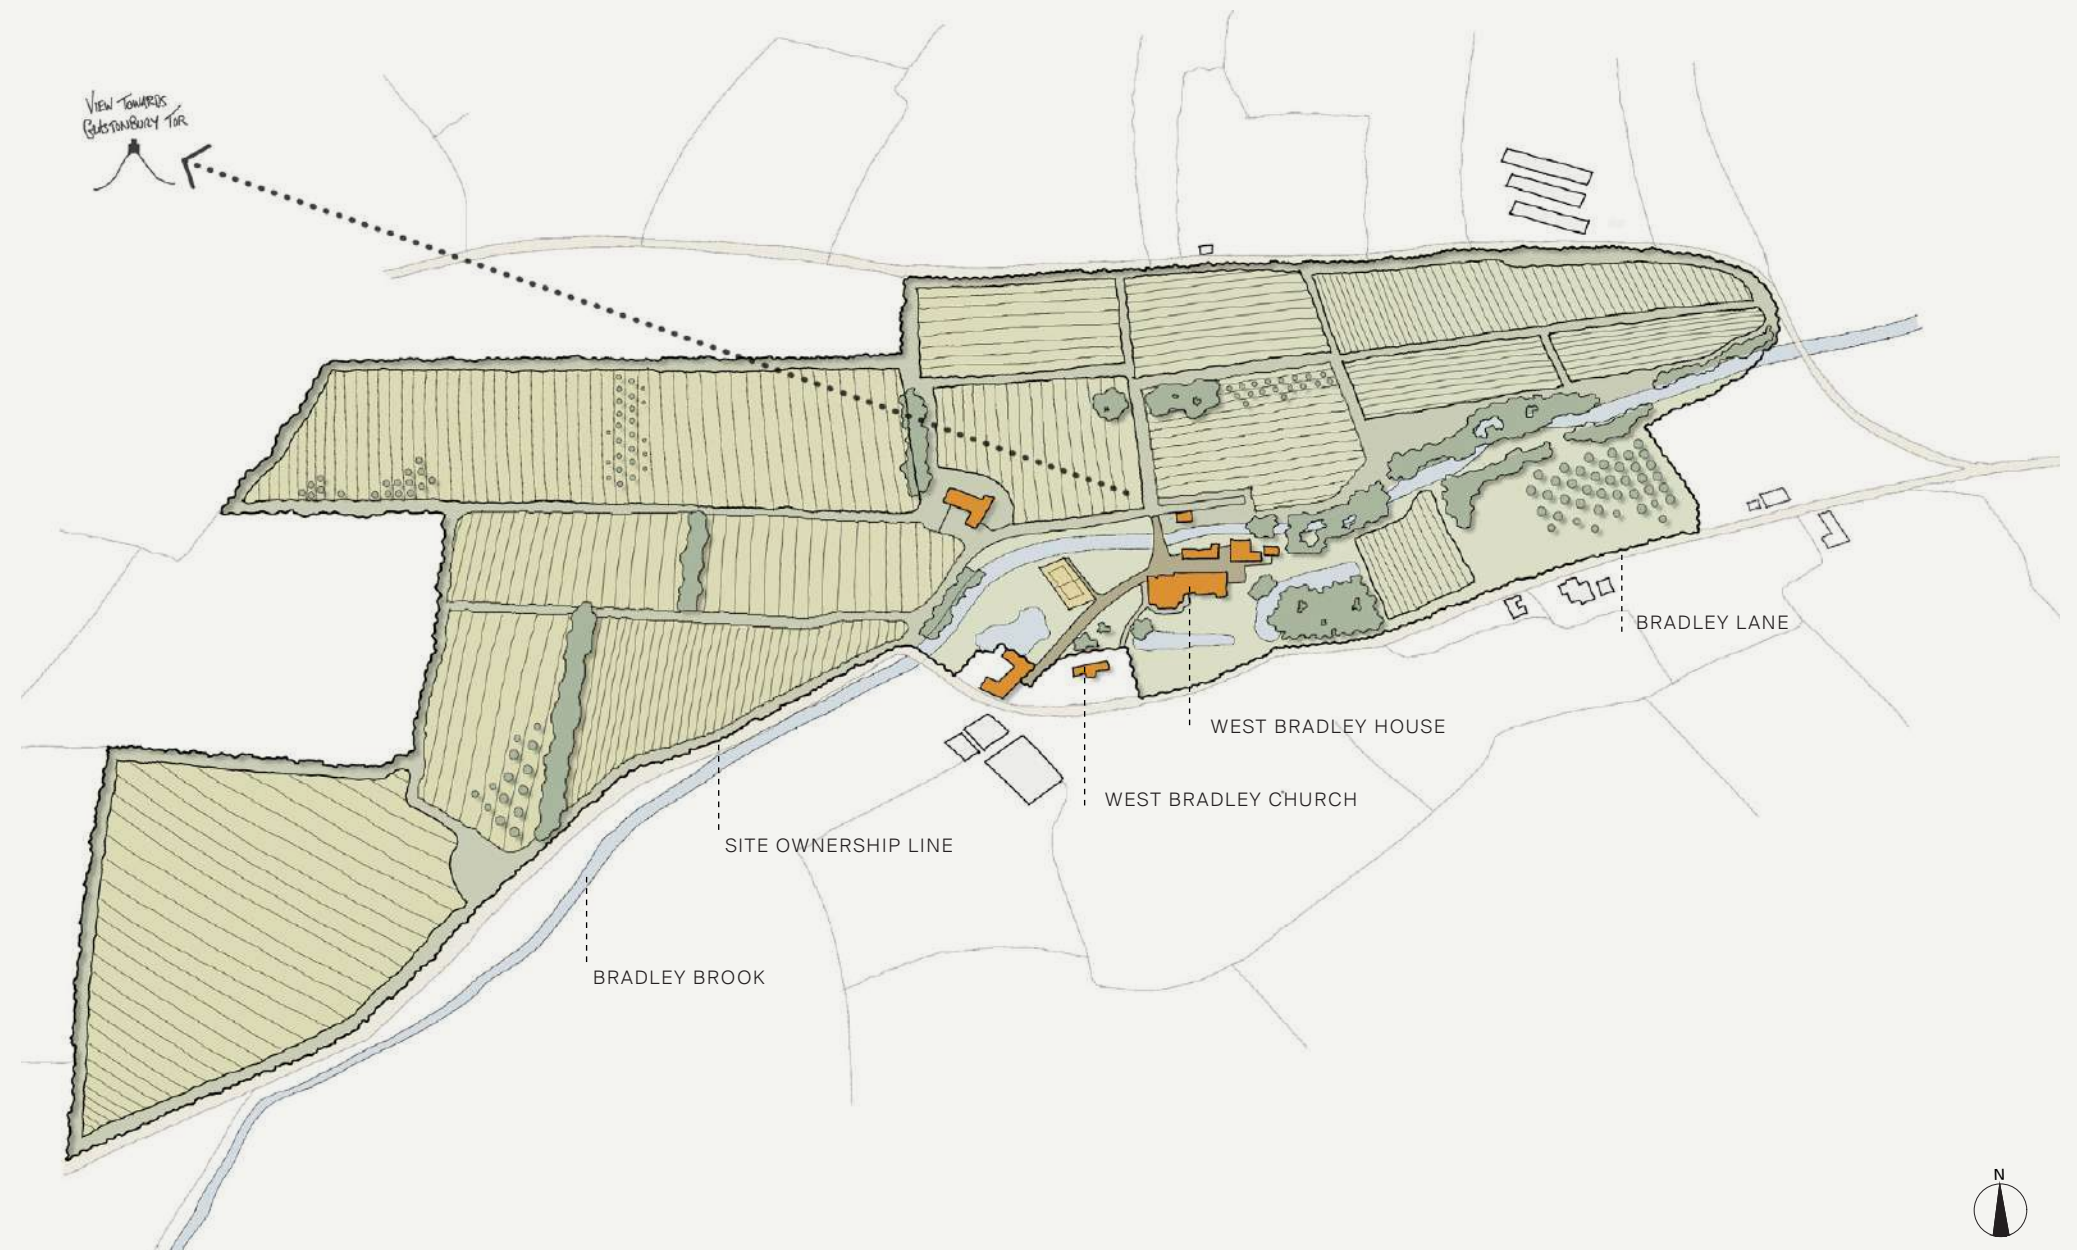 VIEW TOWARDS
GLASTONBURY TOR
BRADLEY LANE
WEST BRADLEY HOUSE
WEST BRADLEY CHURCH
SITE OWNERSHIP LINE
BRADLEY BROOK
N